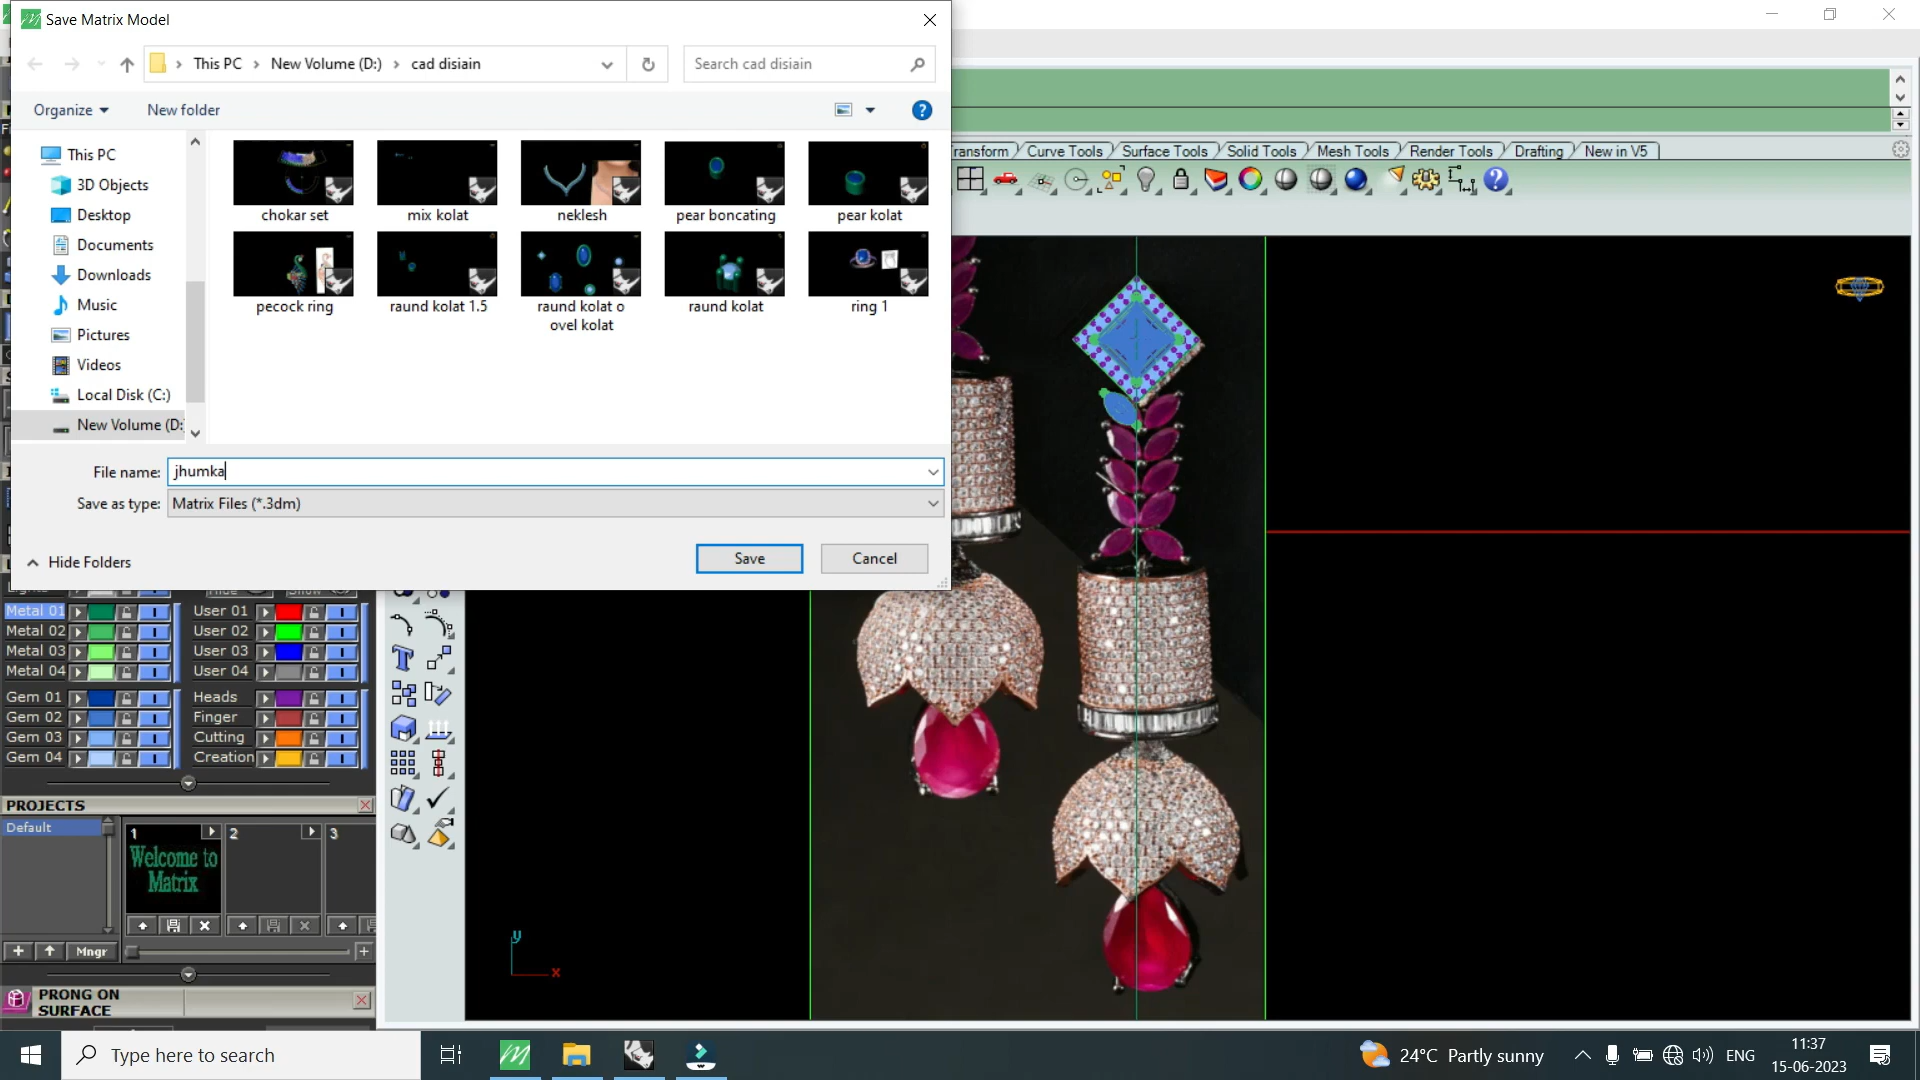 Save Matrix Model
This PC > New Volume (D:) > cad disiain
Search cad disiain
Organize
New folder
This PC
3D Objects
Desktop
Documents
Downloads
Music
Pictures
Videos
Local Disk (C:)
New Volume (D:
chokar set
mix kolat
neklesh
pear boncating
pear kolat
pecock ring
raund kolat 1.5
raund kolat o
ovel kolat
raund kolat
ring 1
File name: jhumka
Save as type: Matrix Files (*.3dm)
Hide Folders
Save
Cancel
ransform
Curve Tools
Surface Tools
Solid Tools
Mesh Tools
Render Tools
Drafting
New in V5
Metal 01
User 01
Metal 02
User 02
Metal 03
User 03
Metal 04
User 04
Gem 01
Heads
Gem 02
Finger
Gem 03
Cutting
Gem 04
Creation
PROJECTS
Default
1
2
3
Welcome to
Matrix
Mngr
PRONG ON
SURFACE
y
x
Type here to search
24°C Partly sunny
ENG
11:37
15-06-2023